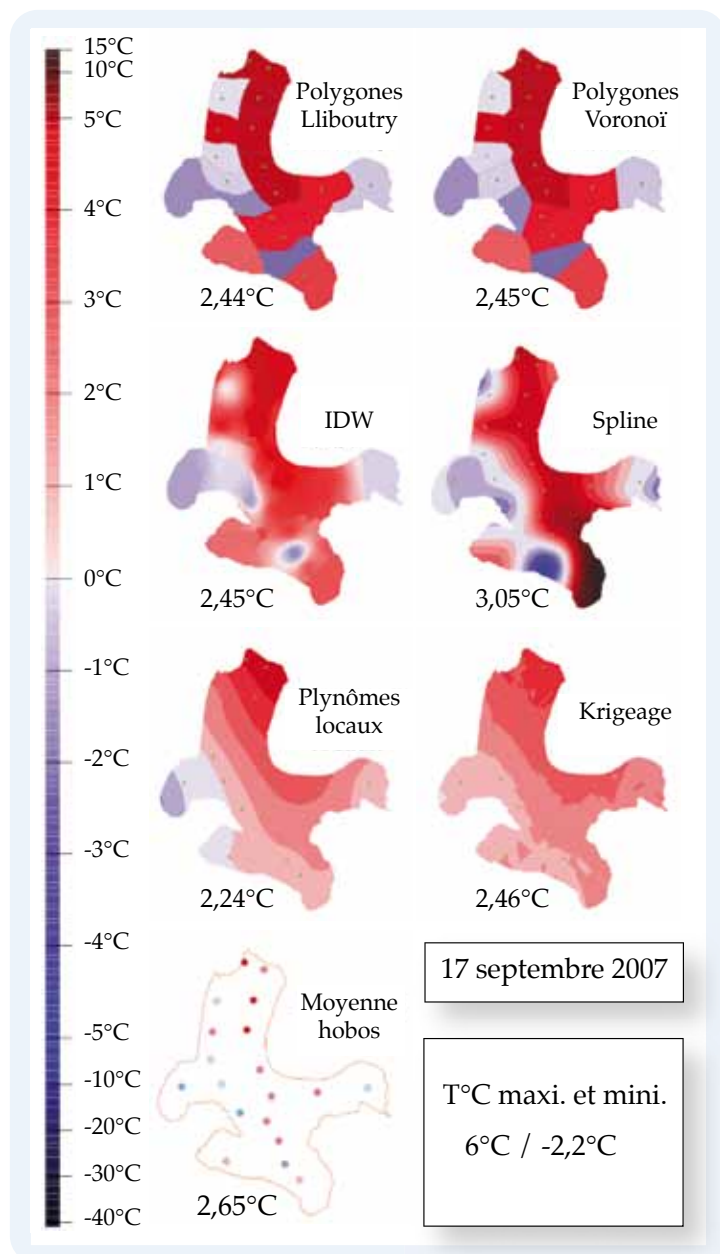 15°C
10°C
5°C
4°C
3°C
2°C
1°C
0°C
-1°C
-2°C
-3°C
-4°C
-5°C
-10°C
-20°C
-30°C
-40°C
Polygones
Lliboutry
2,44°C
Polygones
Voronoï
2,45°C
IDW
2,45°C
Spline
3,05°C
Plynômes
locaux
2,24°C
Krigeage
2,46°C
Moyenne
hobos
2,65°C
17 septembre 2007
T°C maxi. et mini.
6°C / -2,2°C